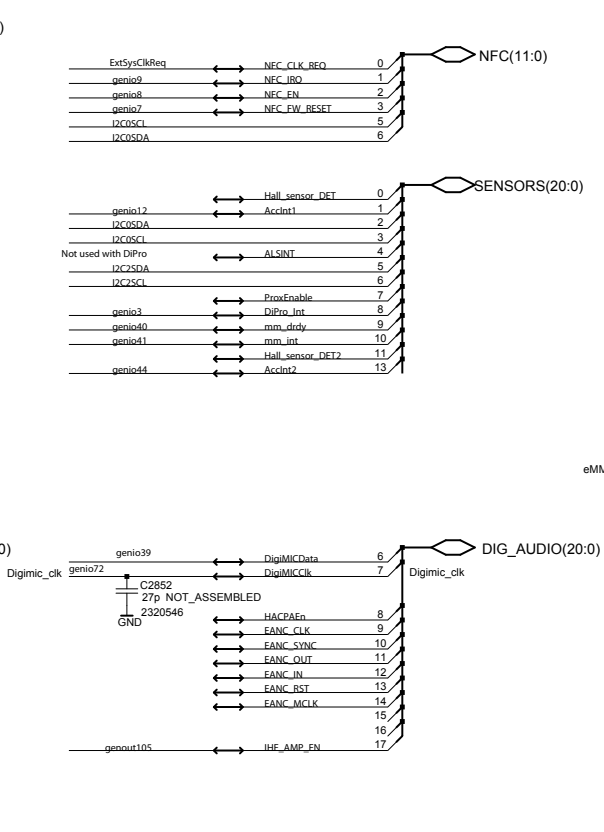 )
ExtSysClkReq NFC_CLK_REQ 0 NFC(11:0)
genio9 NFC_IRQ 1
genio8 NFC_EN 2
genio7 NFC_FW_RESET 3
I2C0SCL 5
I2C0SDA 6
Hall_sensor_DET 0 SENSORS(20:0)
genio12 AccInt1 1
I2C0SDA 2
I2C0SCL 3
Not used with DiPro ALSINT 4
I2C2SDA 5
I2C2SCL 6
ProxEnable 7
genio3 DiPro_Int 8
genio40 mm_drdy 9
genio41 mm_int 10
Hall_sensor_DET2 11
genio44 AccInt2 13
eMM
0)
genio39 DigiMICData 6 DIG_AUDIO(20:0)
Digimic_clk genio72 DigiMICClk 7 Digimic_clk
C2852
27p NOT_ASSEMBLED
2320546
GND
HACPAEn 8
EANC_CLK 9
EANC_SYNC 10
EANC_OUT 11
EANC_IN 12
EANC_RST 13
EANC_MCLK 14
15
16
genout105 IHF_AMP_EN 17